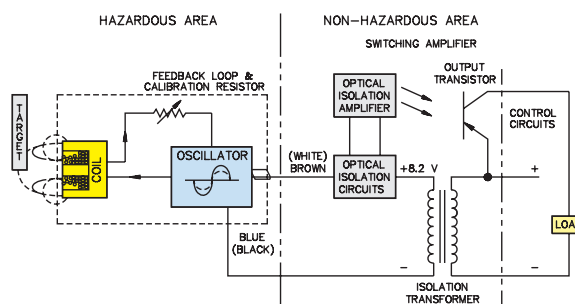 HAZARDOUS AREA
NON-HAZARDOUS AREA
SWITCHING AMPLIFIER
FEEDBACK LOOP &
CALIBRATION RESISTOR
OPTICAL
ISOLATION
AMPLIFIER
OUTPUT
TRANSISTOR
TARGET
COIL
OSCILLATOR
(WHITE)
BROWN
OPTICAL
ISOLATION
CIRCUITS
+8.2 V
CONTROL
CIRCUITS
+
LOA
BLUE
(BLACK)
–
–
ISOLATION
TRANSFORMER